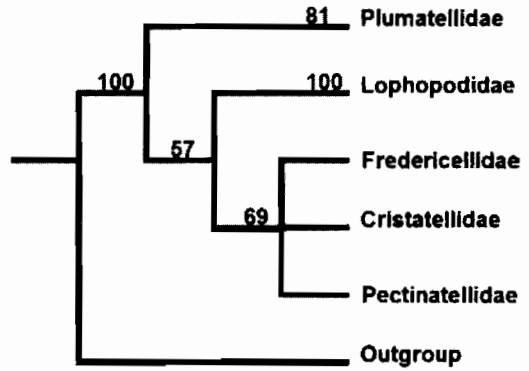 81 Plumatellidae
100 100 Lophopodidae
57 Fredericellidae
69 Cristatellidae
Pectinatellidae
Outgroup